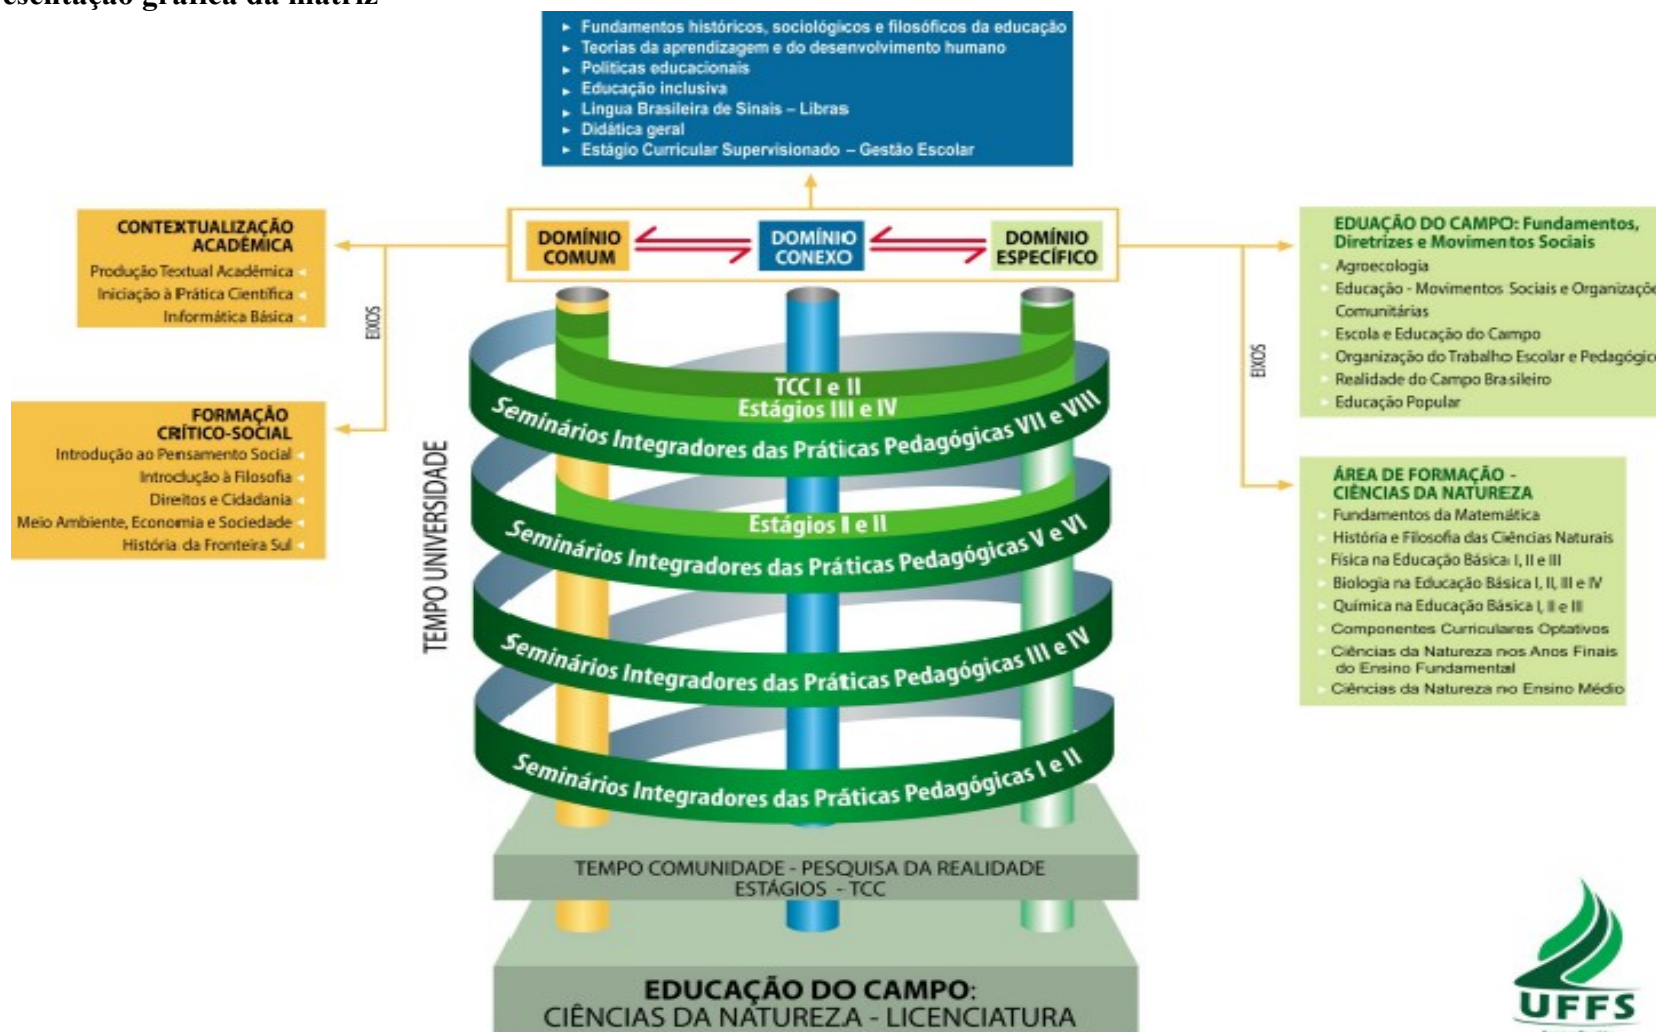 esentação gráfica da matriz
Fundamentos históricos, sociológicos e filosóficos da educação
Teorias da aprendizagem e do desenvolvimento humano
Políticas educacionais
Educação inclusiva
Língua Brasileira de Sinais – Libras
Didática geral
Estágio Curricular Supervisionado – Gestão Escolar
CONTEXTUALIZAÇÃO
ACADÊMICA
Produção Textual Acadêmica
Iniciação à Prática Científica
Informática Básica
EIXOS
FORMAÇÃO
CRÍTICO-SOCIAL
Introdução ao Pensamento Social
Introdução à Filosofia
Direitos e Cidadania
Meio Ambiente, Economia e Sociedade
História da Fronteira Sul
DOMÍNIO
COMUM
DOMÍNIO
CONEXO
DOMÍNIO
ESPECÍFICO
EDUAÇÃO DO CAMPO: Fundamentos,
Diretrizes e Movimentos Sociais
Agroecologia
Educação - Movimentos Sociais e Organizaçõe
Comunitárias
Escola e Educação do Campo
Organização do Trabalho Escolar e Pedagógico
Realidade do Campo Brasileiro
Educação Popular
EIXOS
ÁREA DE FORMAÇÃO -
CIÊNCIAS DA NATUREZA
Fundamentos da Matemática
História e Filosofia das Ciências Naturais
Física na Educação Básica I, II e III
Biologia na Educação Básica I, II, III e IV
Química na Educação Básica I, II e III
Componentes Curriculares Optativos
Ciências da Natureza nos Anos Finais
do Ensino Fundamental
Ciências da Natureza no Ensino Médio
TEMPO UNIVERSIDADE
TCC I e II
Estágios III e IV
Seminários Integradores das Práticas Pedagógicas VII e VIII
Estágios I e II
Seminários Integradores das Práticas Pedagógicas V e VI
Seminários Integradores das Práticas Pedagógicas III e IV
Seminários Integradores das Práticas Pedagógicas I e II
TEMPO COMUNIDADE - PESQUISA DA REALIDADE
ESTÁGIOS - TCC
EDUCAÇÃO DO CAMPO:
CIÊNCIAS DA NATUREZA - LICENCIATURA
UFFS